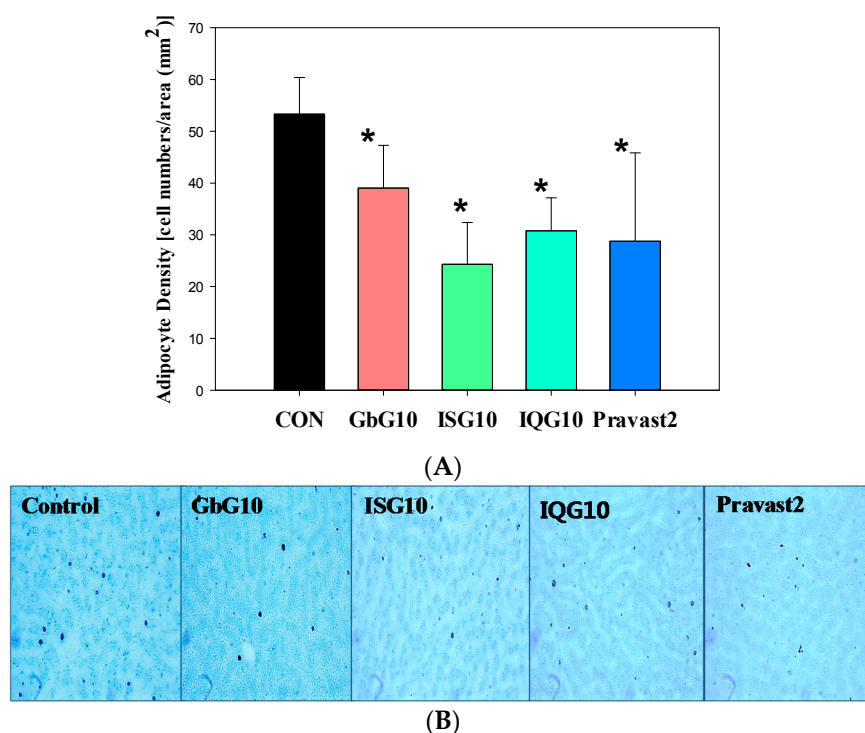 Adipocyte Density [cell numbers/area (mm²)]
70
60
50
40
30
20
10
0
*
*
*
*
CON GbG10 ISG10 IQG10 Pravast2
(A)
Control GbG10 ISG10 IQG10 Pravast2
(B)